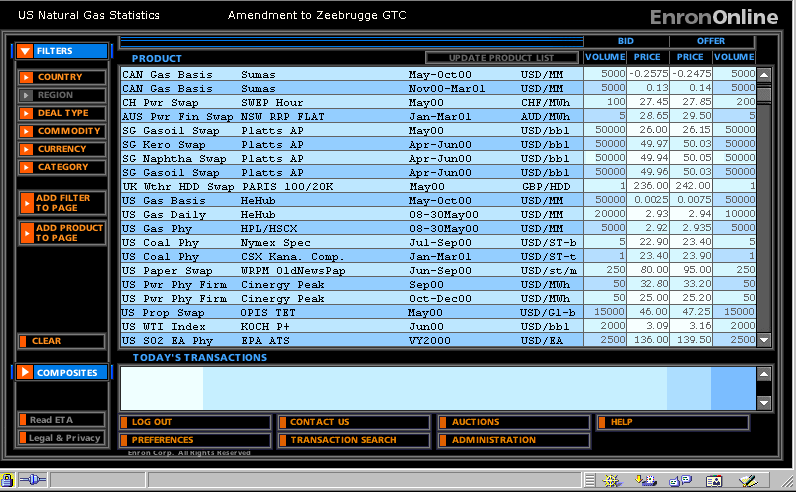 US Natural Gas Statistics Amendment to Zeebrugge GTC EnronOnline
FILTERS
COUNTRY
REGION
DEAL TYPE
COMMODITY
CURRENCY
CATEGORY
ADD FILTER
TO PAGE
ADD PRODUCT
TO PAGE
CLEAR
COMPOSITES
Read ETA
Legal & Privacy
BID OFFER
PRODUCT UPDATE PRODUCT LIST VOLUME PRICE PRICE VOLUME
CAN Gas Basis Sumas May-Oct00 USD/MM 5000 -0.2575 -0.2475 5000
CAN Gas Basis Sumas Nov00-Mar01 USD/MM 5000 0.13 0.14 5000
CH Pwr Swap SWEP Hour May00 CHF/MWh 100 27.45 27.85 200
AUS Pwr Fin Swap NSW RRP FLAT Jan-Mar01 AUD/MWh 5 28.65 29.50 5
SG Gasoil Swap Platts AP May00 USD/bbl 50000 26.00 26.15 50000
SG Kero Swap Platts AP Apr-Jun00 USD/bbl 50000 49.97 50.03 50000
SG Naphtha Swap Platts AP Apr-Jun00 USD/bbl 50000 49.94 50.05 50000
SG Gasoil Swap Platts AP Apr-Jun00 USD/bbl 50000 49.96 50.03 50000
UK Wthr HDD Swap PARIS 100/20K May00 GBP/HDD 1 236.00 242.00 1
US Gas Basis HeHub May-Oct00 USD/MM 50000 0.0025 0.0075 50000
US Gas Daily HeHub 08-30May00 USD/MM 20000 2.93 2.94 10000
US Gas Phy HPL/HSCX 08-30May00 USD/MM 5000 2.92 2.935 5000
US Coal Phy Nymex Spec Jul-Sep00 USD/ST-b 5 22.90 23.40 5
US Coal Phy CSX Kana. Comp. Jan-Mar01 USD/ST-t 1 23.40 23.90 1
US Paper Swap WRPM OldNewsPap Jun-Sep00 USD/st/m 250 80.00 95.00 250
US Pwr Phy Firm Cinergy Peak Sep00 USD/MWh 50 32.80 33.20 50
US Pwr Phy Firm Cinergy Peak Oct-Dec00 USD/MWh 50 25.00 25.20 50
US Prop Swap OPIS TET May00 USD/Gl-b 15000 46.00 47.25 15000
US WTI Index KOCH P+ Jun00 USD/bbl 2000 3.09 3.16 2000
US SO2 EA Phy EPA ATS VY2000 USD/EA 2500 136.00 139.50 2500
TODAY'S TRANSACTIONS
LOG OUT CONTACT US AUCTIONS HELP
PREFERENCES TRANSACTION SEARCH ADMINISTRATION
Enron Corp. All Rights Reserved